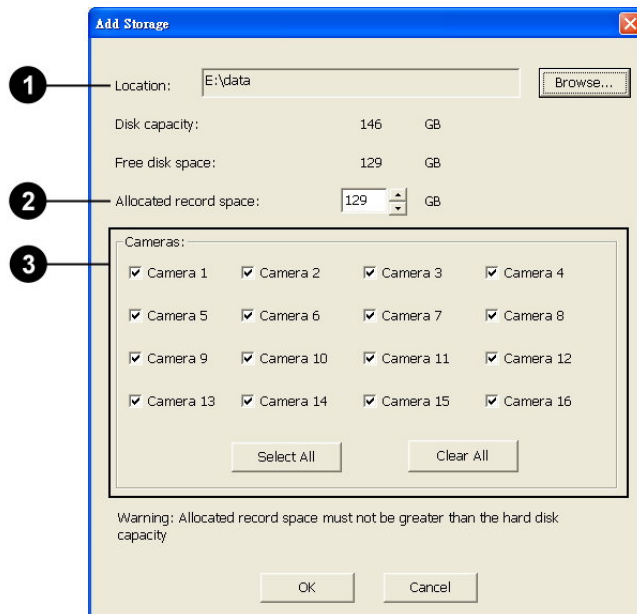 Add Storage
1 Location: E:\data Browse...
Disk capacity: 146 GB
Free disk space: 129 GB
2 Allocated record space: 129 GB
3 Cameras:
Camera 1 Camera 2 Camera 3 Camera 4
Camera 5 Camera 6 Camera 7 Camera 8
Camera 9 Camera 10 Camera 11 Camera 12
Camera 13 Camera 14 Camera 15 Camera 16
Select All Clear All
Warning: Allocated record space must not be greater than the hard disk
capacity
OK Cancel